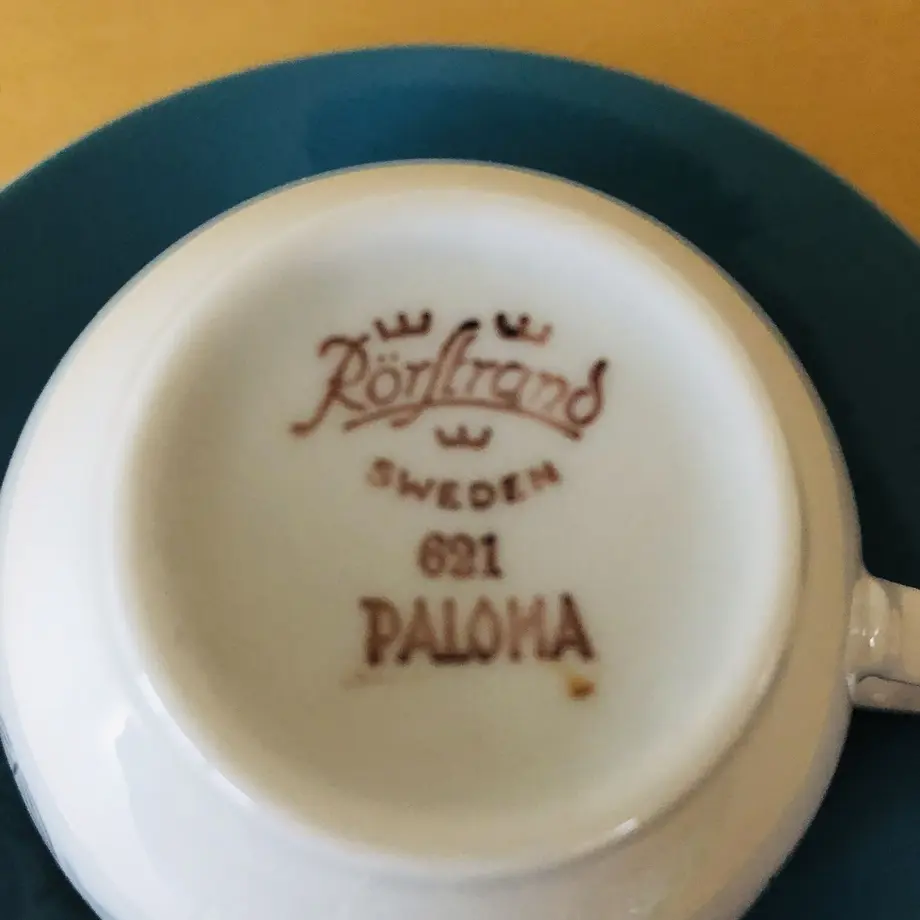 Rörstrand
SWEDEN
621
PALOMA